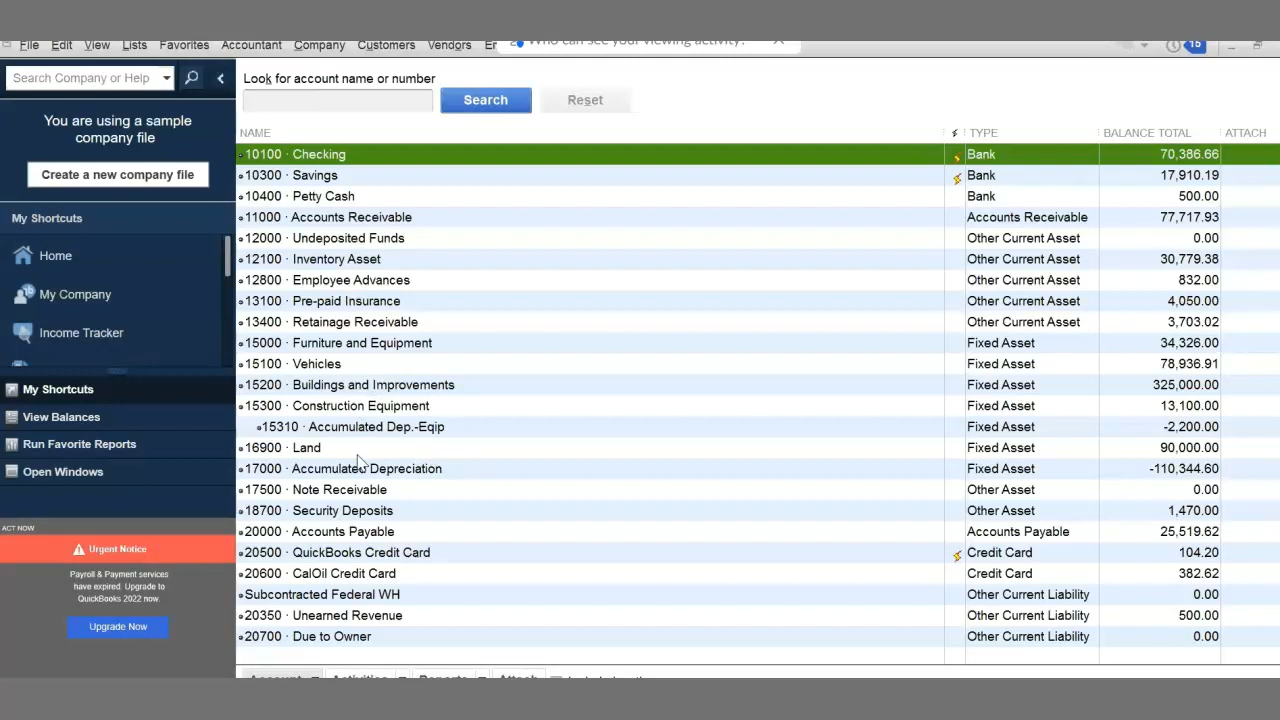 Who can see your viewing activity?
File Edit View Lists Favorites Accountant Company Customers Vendors
15
Search Company or Help
You are using a sample
company file
Create a new company file
My Shortcuts
Home
My Company
Income Tracker
My Shortcuts
View Balances
Run Favorite Reports
Open Windows
ACT NOW
Urgent Notice
Payroll & Payment services
have expired. Upgrade to
QuickBooks 2022 now.
Upgrade Now
Look for account name or number
Search Reset
NAME TYPE BALANCE TOTAL ATTACH
10100 · Checking Bank 70,386.66
10300 · Savings Bank 17,910.19
10400 · Petty Cash Bank 500.00
11000 · Accounts Receivable Accounts Receivable 77,717.93
12000 · Undeposited Funds Other Current Asset 0.00
12100 · Inventory Asset Other Current Asset 30,779.38
12800 · Employee Advances Other Current Asset 832.00
13100 · Pre-paid Insurance Other Current Asset 4,050.00
13400 · Retainage Receivable Other Current Asset 3,703.02
15000 · Furniture and Equipment Fixed Asset 34,326.00
15100 · Vehicles Fixed Asset 78,936.91
15200 · Buildings and Improvements Fixed Asset 325,000.00
15300 · Construction Equipment Fixed Asset 13,100.00
15310 · Accumulated Dep.-Eqip Fixed Asset -2,200.00
16900 · Land Fixed Asset 90,000.00
17000 · Accumulated Depreciation Fixed Asset -110,344.60
17500 · Note Receivable Other Asset 0.00
18700 · Security Deposits Other Asset 1,470.00
20000 · Accounts Payable Accounts Payable 25,519.62
20500 · QuickBooks Credit Card Credit Card 104.20
20600 · CalOil Credit Card Credit Card 382.62
Subcontracted Federal WH Other Current Liability 0.00
20350 · Unearned Revenue Other Current Liability 500.00
20700 · Due to Owner Other Current Liability 0.00
Account Activities Reports Attach